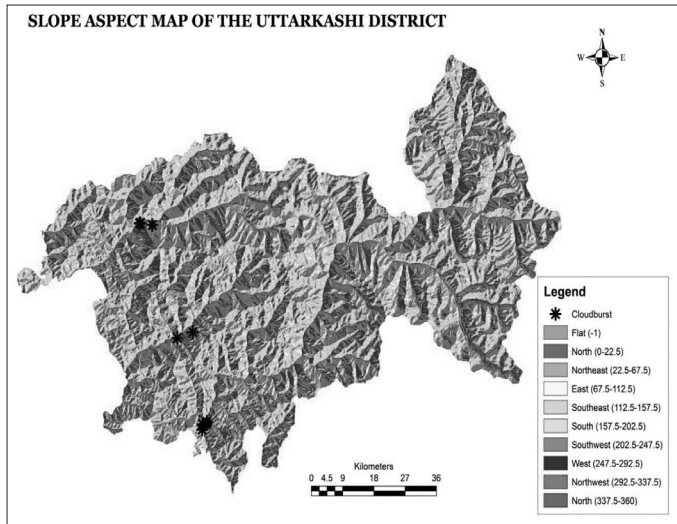 SLOPE ASPECT MAP OF THE UTTARKASHI DISTRICT
N
W E
S
Legend
Cloudburst
Flat (-1)
North (0-22.5)
Northeast (22.5-67.5)
East (67.5-112.5)
Southeast (112.5-157.5)
South (157.5-202.5)
Southwest (202.5-247.5)
West (247.5-292.5)
Northwest (292.5-337.5)
North (337.5-360)
Kilometers
0 4.5 9 18 27 36